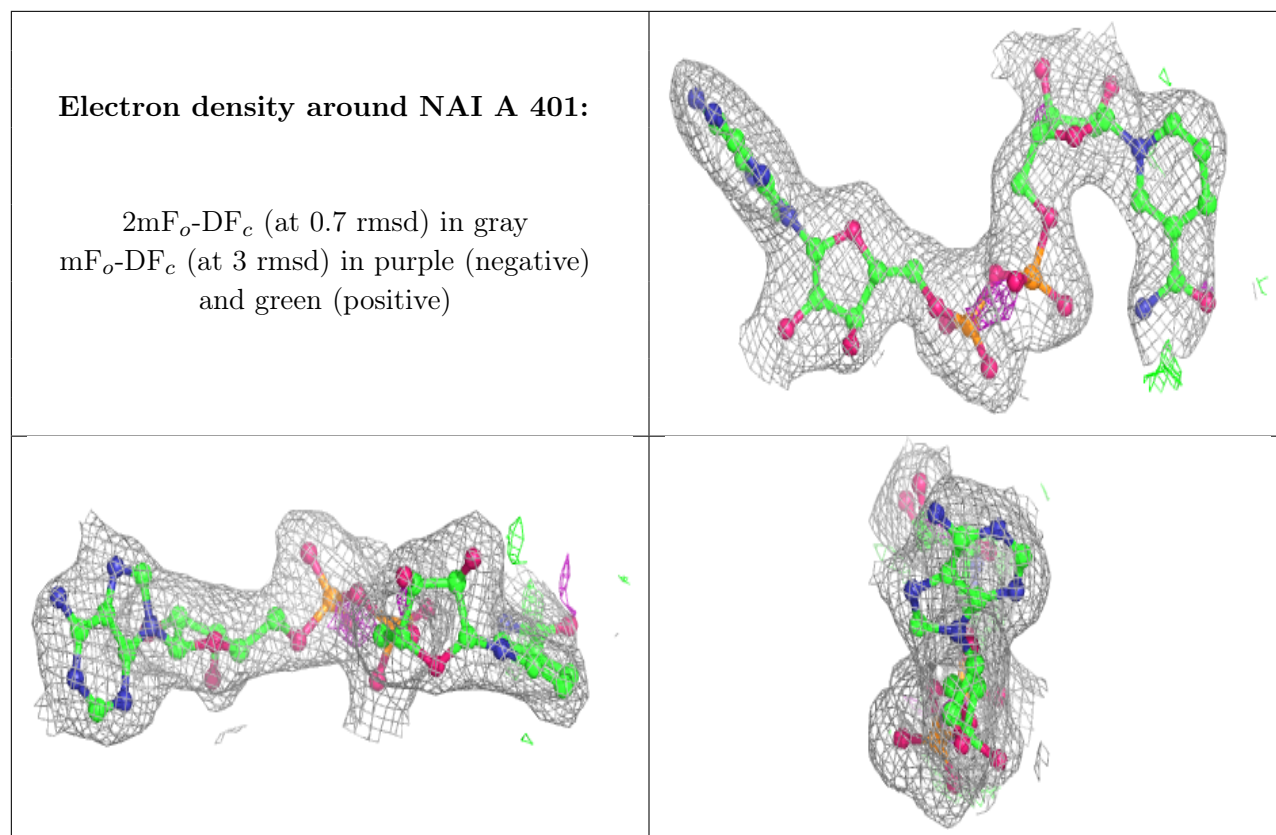 Electron density around NAI A 401:
2mFo-DFc (at 0.7 rmsd) in gray
mFo-DFc (at 3 rmsd) in purple (negative)
and green (positive)